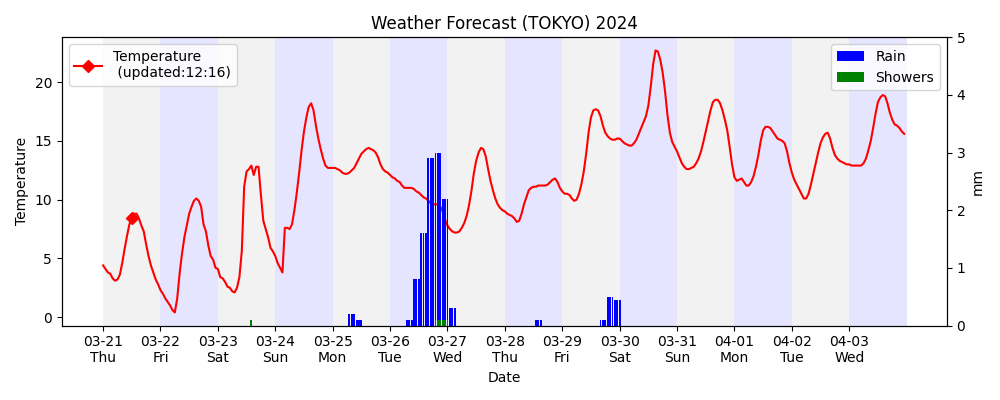 Weather Forecast (TOKYO) 2024
Temperature
(updated:12:16)
Rain
Showers
Temperature
20
15
10
5
0
5
4
3
2
1
0
mm
03-21 03-22 03-23 03-24 03-25 03-26 03-27 03-28 03-29 03-30 03-31 04-01 04-02 04-03
Thu Fri Sat Sun Mon Tue Wed Thu Fri Sat Sun Mon Tue Wed
Date